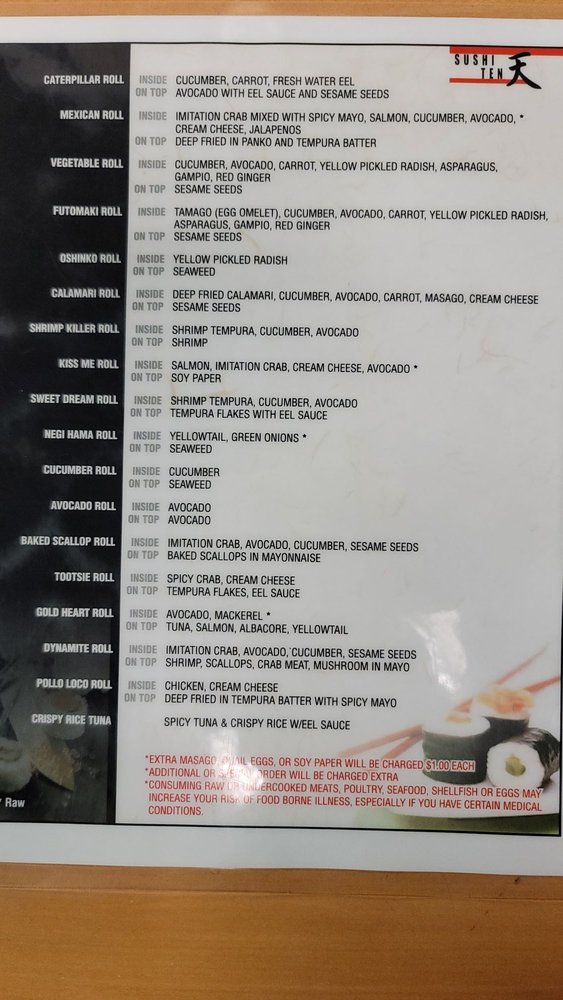 SUSHI
TEN 天
CATERPILLAR ROLL INSIDE CUCUMBER, CARROT, FRESH WATER EEL
ON TOP AVOCADO WITH EEL SAUCE AND SESAME SEEDS
MEXICAN ROLL INSIDE IMITATION CRAB MIXED WITH SPICY MAYO, SALMON, CUCUMBER, AVOCADO, *
CREAM CHEESE, JALAPENOS
ON TOP DEEP FRIED IN PANKO AND TEMPURA BATTER
VEGETABLE ROLL INSIDE CUCUMBER, AVOCADO, CARROT, YELLOW PICKLED RADISH, ASPARAGUS,
GAMPIO, RED GINGER
ON TOP SESAME SEEDS
FUTOMAKI ROLL INSIDE TAMAGO (EGG OMELET), CUCUMBER, AVOCADO, CARROT, YELLOW PICKLED RADISH,
ASPARAGUS, GAMPIO, RED GINGER
ON TOP SESAME SEEDS
OSHINKO ROLL INSIDE YELLOW PICKLED RADISH
ON TOP SEAWEED
CALAMARI ROLL INSIDE DEEP FRIED CALAMARI, CUCUMBER, AVOCADO, CARROT, MASAGO, CREAM CHEESE
ON TOP SESAME SEEDS
SHRIMP KILLER ROLL INSIDE SHRIMP TEMPURA, CUCUMBER, AVOCADO
ON TOP SHRIMP
KISS ME ROLL INSIDE SALMON, IMITATION CRAB, CREAM CHEESE, AVOCADO *
ON TOP SOY PAPER
SWEET DREAM ROLL INSIDE SHRIMP TEMPURA, CUCUMBER, AVOCADO
ON TOP TEMPURA FLAKES WITH EEL SAUCE
NEGI HAMA ROLL INSIDE YELLOWTAIL, GREEN ONIONS *
ON TOP SEAWEED
CUCUMBER ROLL INSIDE CUCUMBER
ON TOP SEAWEED
AVOCADO ROLL INSIDE AVOCADO
ON TOP AVOCADO
BAKED SCALLOP ROLL INSIDE IMITATION CRAB, AVOCADO, CUCUMBER, SESAME SEEDS
ON TOP BAKED SCALLOPS IN MAYONNAISE
TOOTSIE ROLL INSIDE SPICY CRAB, CREAM CHEESE
ON TOP TEMPURA FLAKES, EEL SAUCE
GOLD HEART ROLL INSIDE AVOCADO, MACKEREL *
ON TOP TUNA, SALMON, ALBACORE, YELLOWTAIL
DYNAMITE ROLL INSIDE IMITATION CRAB, AVOCADO, CUCUMBER, SESAME SEEDS
ON TOP SHRIMP, SCALLOPS, CRAB MEAT, MUSHROOM IN MAYO
POLLO LOCO ROLL INSIDE CHICKEN, CREAM CHEESE
ON TOP DEEP FRIED IN TEMPURA BATTER WITH SPICY MAYO
CRISPY RICE TUNA SPICY TUNA & CRISPY RICE W/EEL SAUCE
*EXTRA MASAGO, QUAIL EGGS, OR SOY PAPER WILL BE CHARGED $1.00 EACH
*ADDITIONAL OR SPECIAL ORDER WILL BE CHARGED EXTRA
*CONSUMING RAW OR UNDERCOOKED MEATS, POULTRY, SEAFOOD, SHELLFISH OR EGGS MAY
INCREASE YOUR RISK OF FOOD BORNE ILLNESS, ESPECIALLY IF YOU HAVE CERTAIN MEDICAL
CONDITIONS.
* Raw